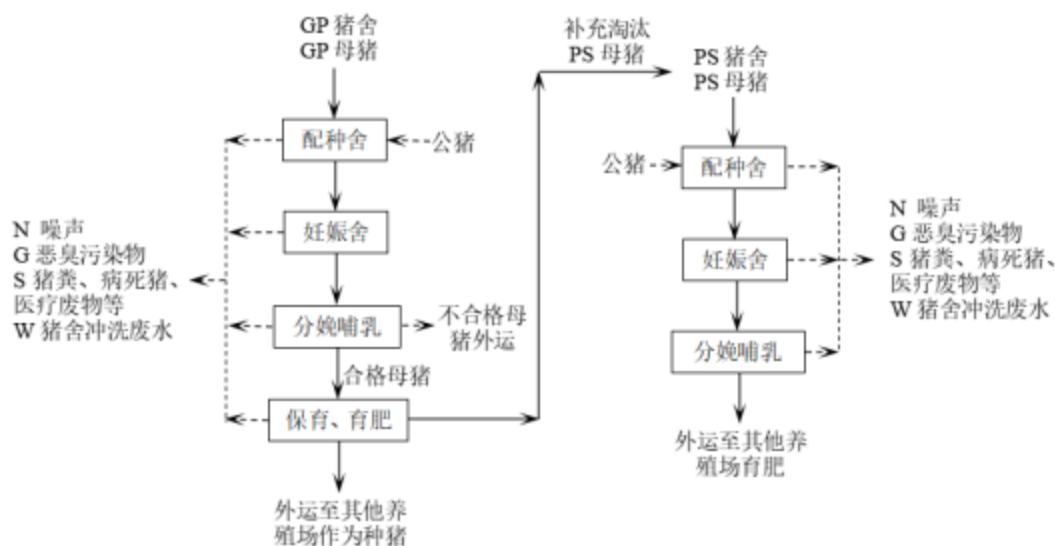 GP 猪舍
GP 母猪
配种舍
公猪
妊娠舍
N 噪声
G 恶臭污染物
S 猪粪、病死猪、
医疗废物等
W 猪舍冲洗废水
分娩哺乳
不合格母
猪外运
合格母猪
保育、育肥
外运至其他养
殖场作为种猪
补充淘汰
PS 母猪
PS 猪舍
PS 母猪
公猪
配种舍
妊娠舍
N 噪声
G 恶臭污染物
S 猪粪、病死猪、
医疗废物等
W 猪舍冲洗废水
分娩哺乳
外运至其他养
殖场育肥